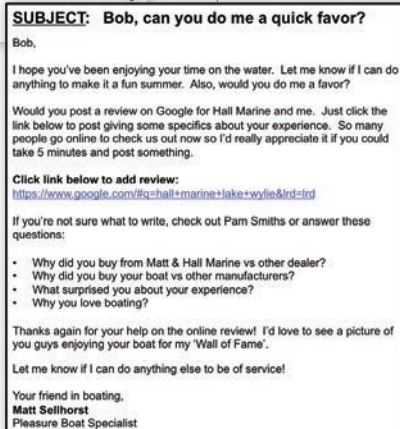 SUBJECT: Bob, can you do me a quick favor?
Bob,
I hope you've been enjoying your time on the water. Let me know if I can do
anything to make it a fun summer. Also, would you do me a favor?
Would you post a review on Google for Hall Marine and me. Just click the
link below to post giving some specifics about your experience. So many
people go online to check us out now so I'd really appreciate it if you could
take 5 minutes and post something.
Click link below to add review:
https://www.google.com/#q=hall+marine+lake+wylie&lrd=lrd
If you're not sure what to write, check out Pam Smiths or answer these
questions:
• Why did you buy from Matt & Hall Marine vs other dealer?
• Why did you buy your boat vs other manufacturers?
• What surprised you about your experience?
• Why you love boating?
Thanks again for your help on the online review! I'd love to see a picture of
you guys enjoying your boat for my 'Wall of Fame'.
Let me know if I can do anything else to be of service!
Your friend in boating,
Matt Sellhorst
Pleasure Boat Specialist